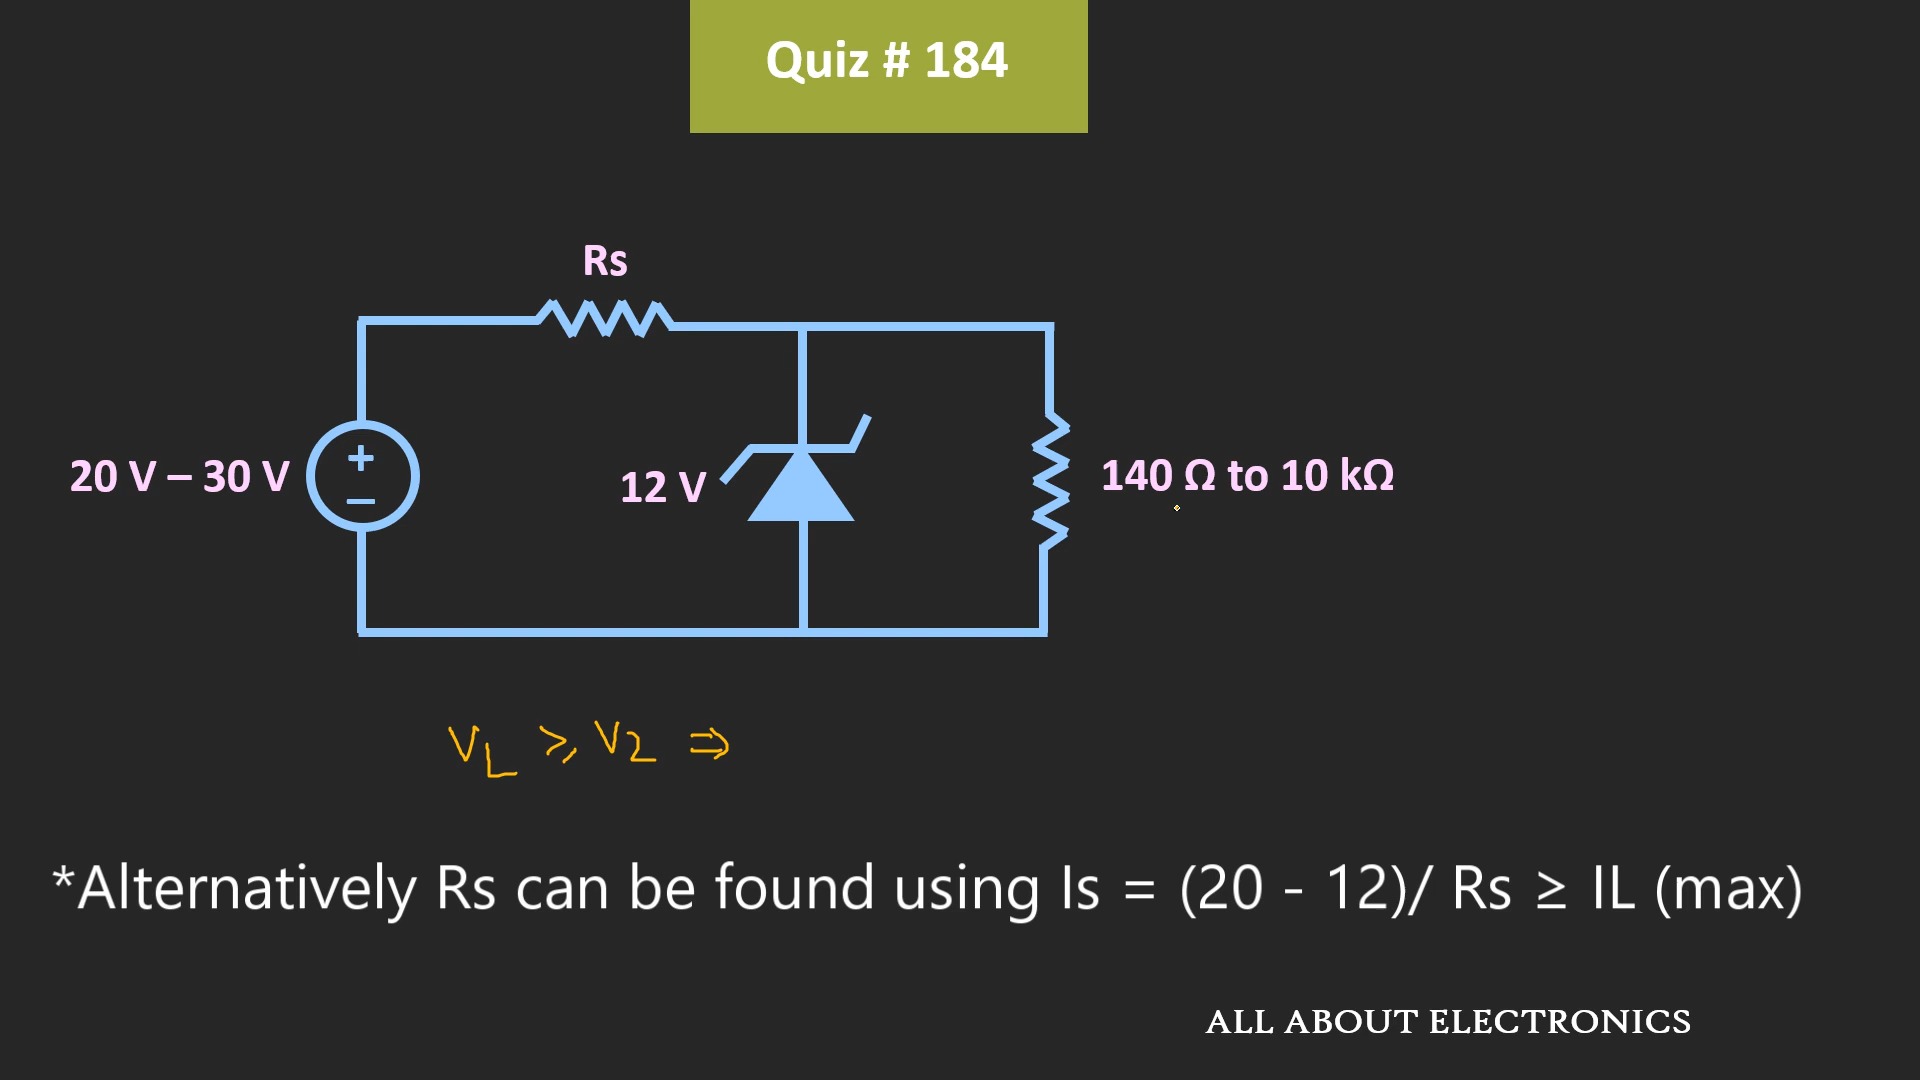 Quiz # 184
Rs
20 V – 30 V
+
–
12 V
140 Ω to 10 kΩ
VL ≥ VZ ⇒
*Alternatively Rs can be found using Is = (20 - 12)/ Rs ≥ IL (max)
ALL ABOUT ELECTRONICS